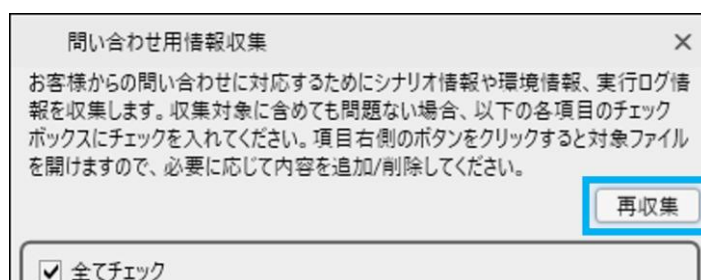 問い合わせ用情報収集
お客様からの問い合わせに対応するためにシナリオ情報や環境情報、実行ログ情
報を収集します。収集対象に含めても問題ない場合、以下の各項目のチェック
ボックスにチェックを入れてください。項目右側のボタンをクリックすると対象ファイル
を開けますので、必要に応じて内容を追加/削除してください。
再収集
全てチェック